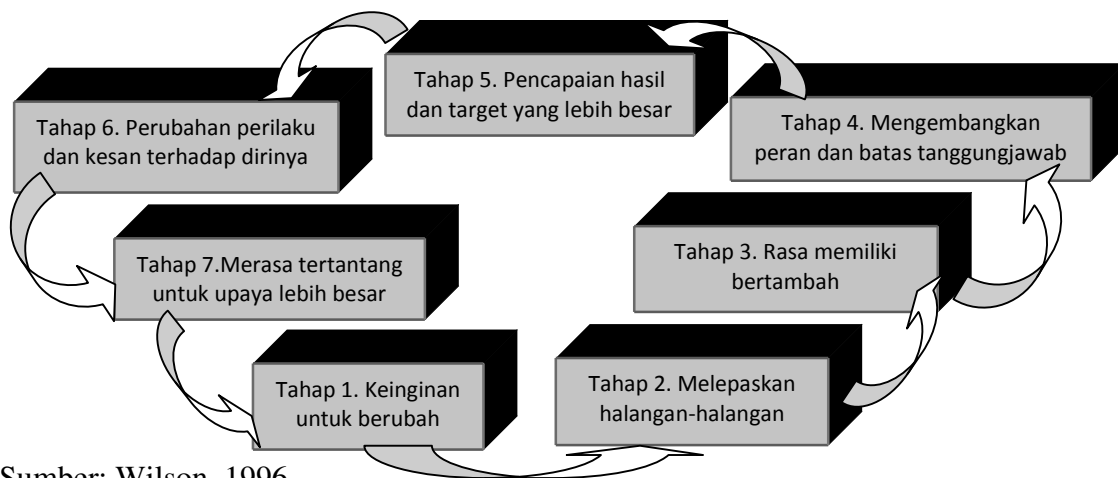 Tahap 5. Pencapaian hasil
dan target yang lebih besar
Tahap 6. Perubahan perilaku
dan kesan terhadap dirinya
Tahap 4. Mengembangkan
peran dan batas tanggungjawab
Tahap 7.Merasa tertantang
untuk upaya lebih besar
Tahap 3. Rasa memiliki
bertambah
Tahap 1. Keinginan
untuk berubah
Tahap 2. Melepaskan
halangan-halangan
Sumber: Wilson, 1996